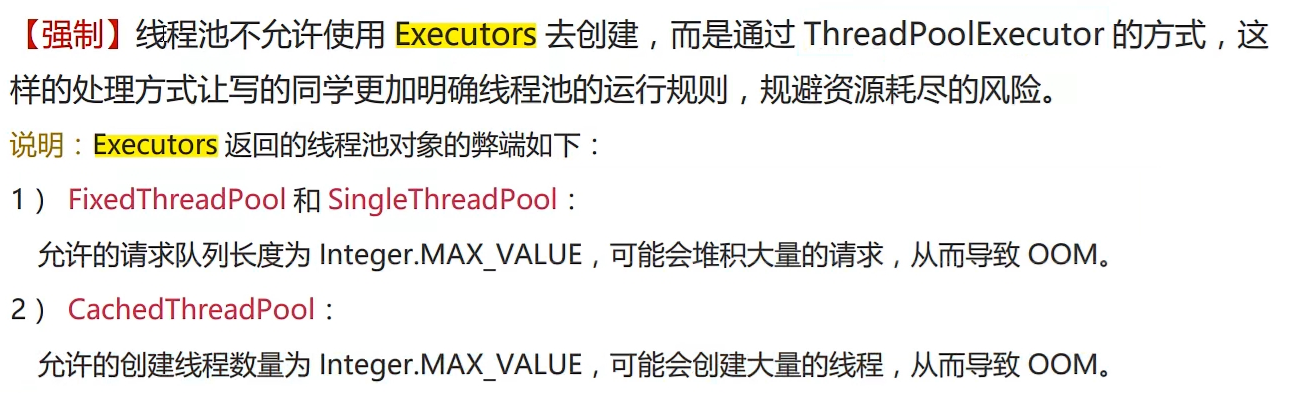 【强制】线程池不允许使用 Executors 去创建，而是通过 ThreadPoolExecutor 的方式，这
样的处理方式让写的同学更加明确线程池的运行规则，规避资源耗尽的风险。
说明：Executors 返回的线程池对象的弊端如下：
1） FixedThreadPool 和 SingleThreadPool：
允许的请求队列长度为 Integer.MAX_VALUE，可能会堆积大量的请求，从而导致 OOM。
2） CachedThreadPool：
允许的创建线程数量为 Integer.MAX_VALUE，可能会创建大量的线程，从而导致 OOM。